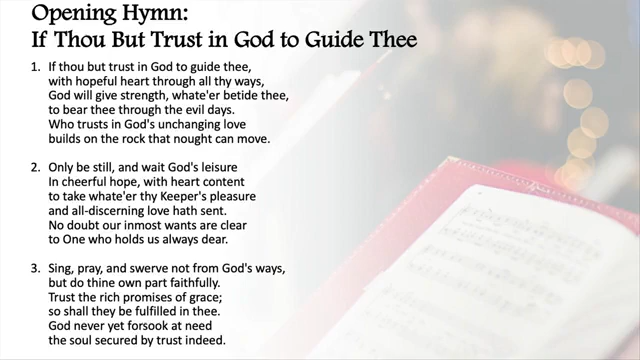 Opening Hymn:
If Thou But Trust in God to Guide Thee
1. If thou but trust in God to guide thee,
with hopeful heart through all thy ways,
God will give strength, whate'er betide thee,
to bear thee through the evil days.
Who trusts in God's unchanging love
builds on the rock that nought can move.
2. Only be still, and wait God's leisure
In cheerful hope, with heart content
to take whate'er thy Keeper's pleasure
and all-discerning love hath sent.
No doubt our inmost wants are clear
to One who holds us always dear.
3. Sing, pray, and swerve not from God's ways,
but do thine own part faithfully.
Trust the rich promises of grace;
so shall they be fulfilled in thee.
God never yet forsook at need
the soul secured by trust indeed.